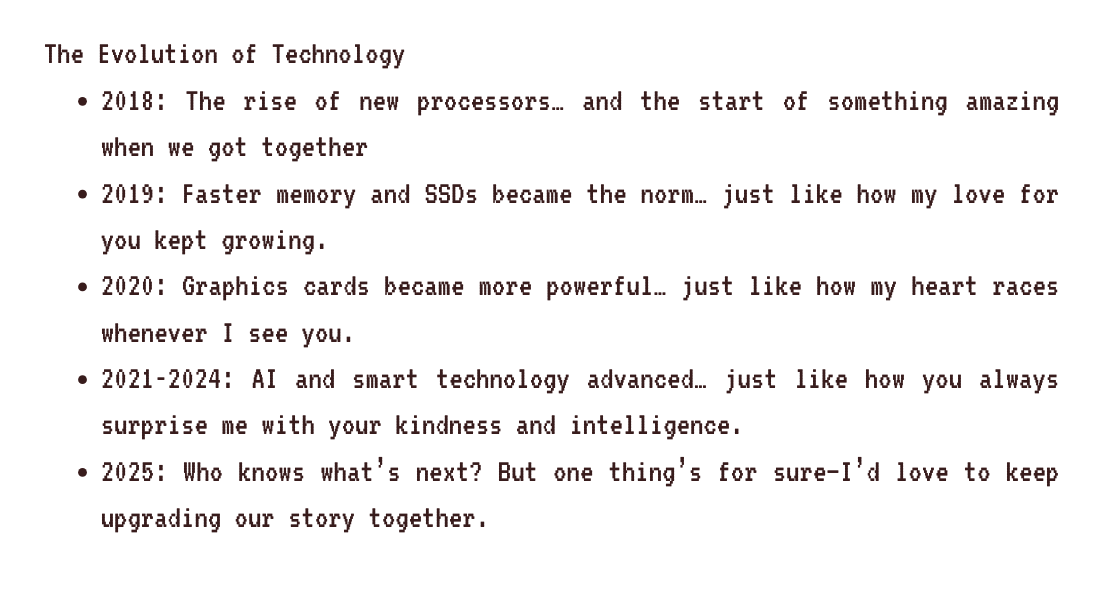 The Evolution of Technology
• 2018: The rise of new processors… and the start of something amazing
when we got together
• 2019: Faster memory and SSDs became the norm… just like how my love for
you kept growing.
• 2020: Graphics cards became more powerful… just like how my heart races
whenever I see you.
• 2021-2024: AI and smart technology advanced… just like how you always
surprise me with your kindness and intelligence.
• 2025: Who knows what’s next? But one thing’s for sure—I’d love to keep
upgrading our story together.